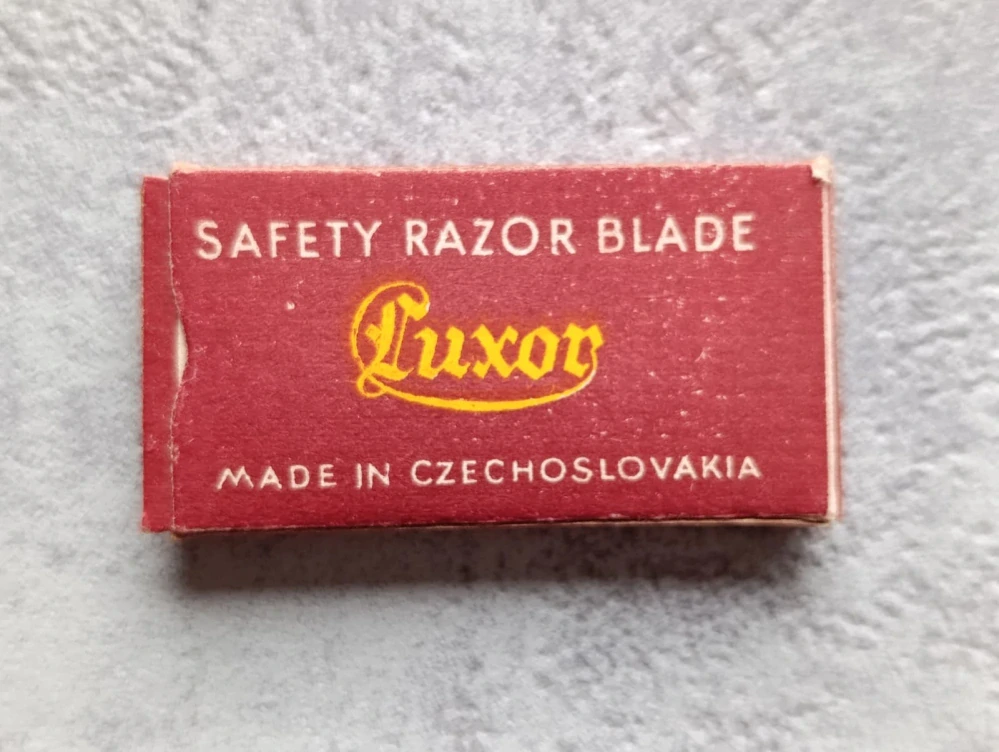 SAFETY RAZOR BLADE
Luxor
MADE IN CZECHOSLOVAKIA